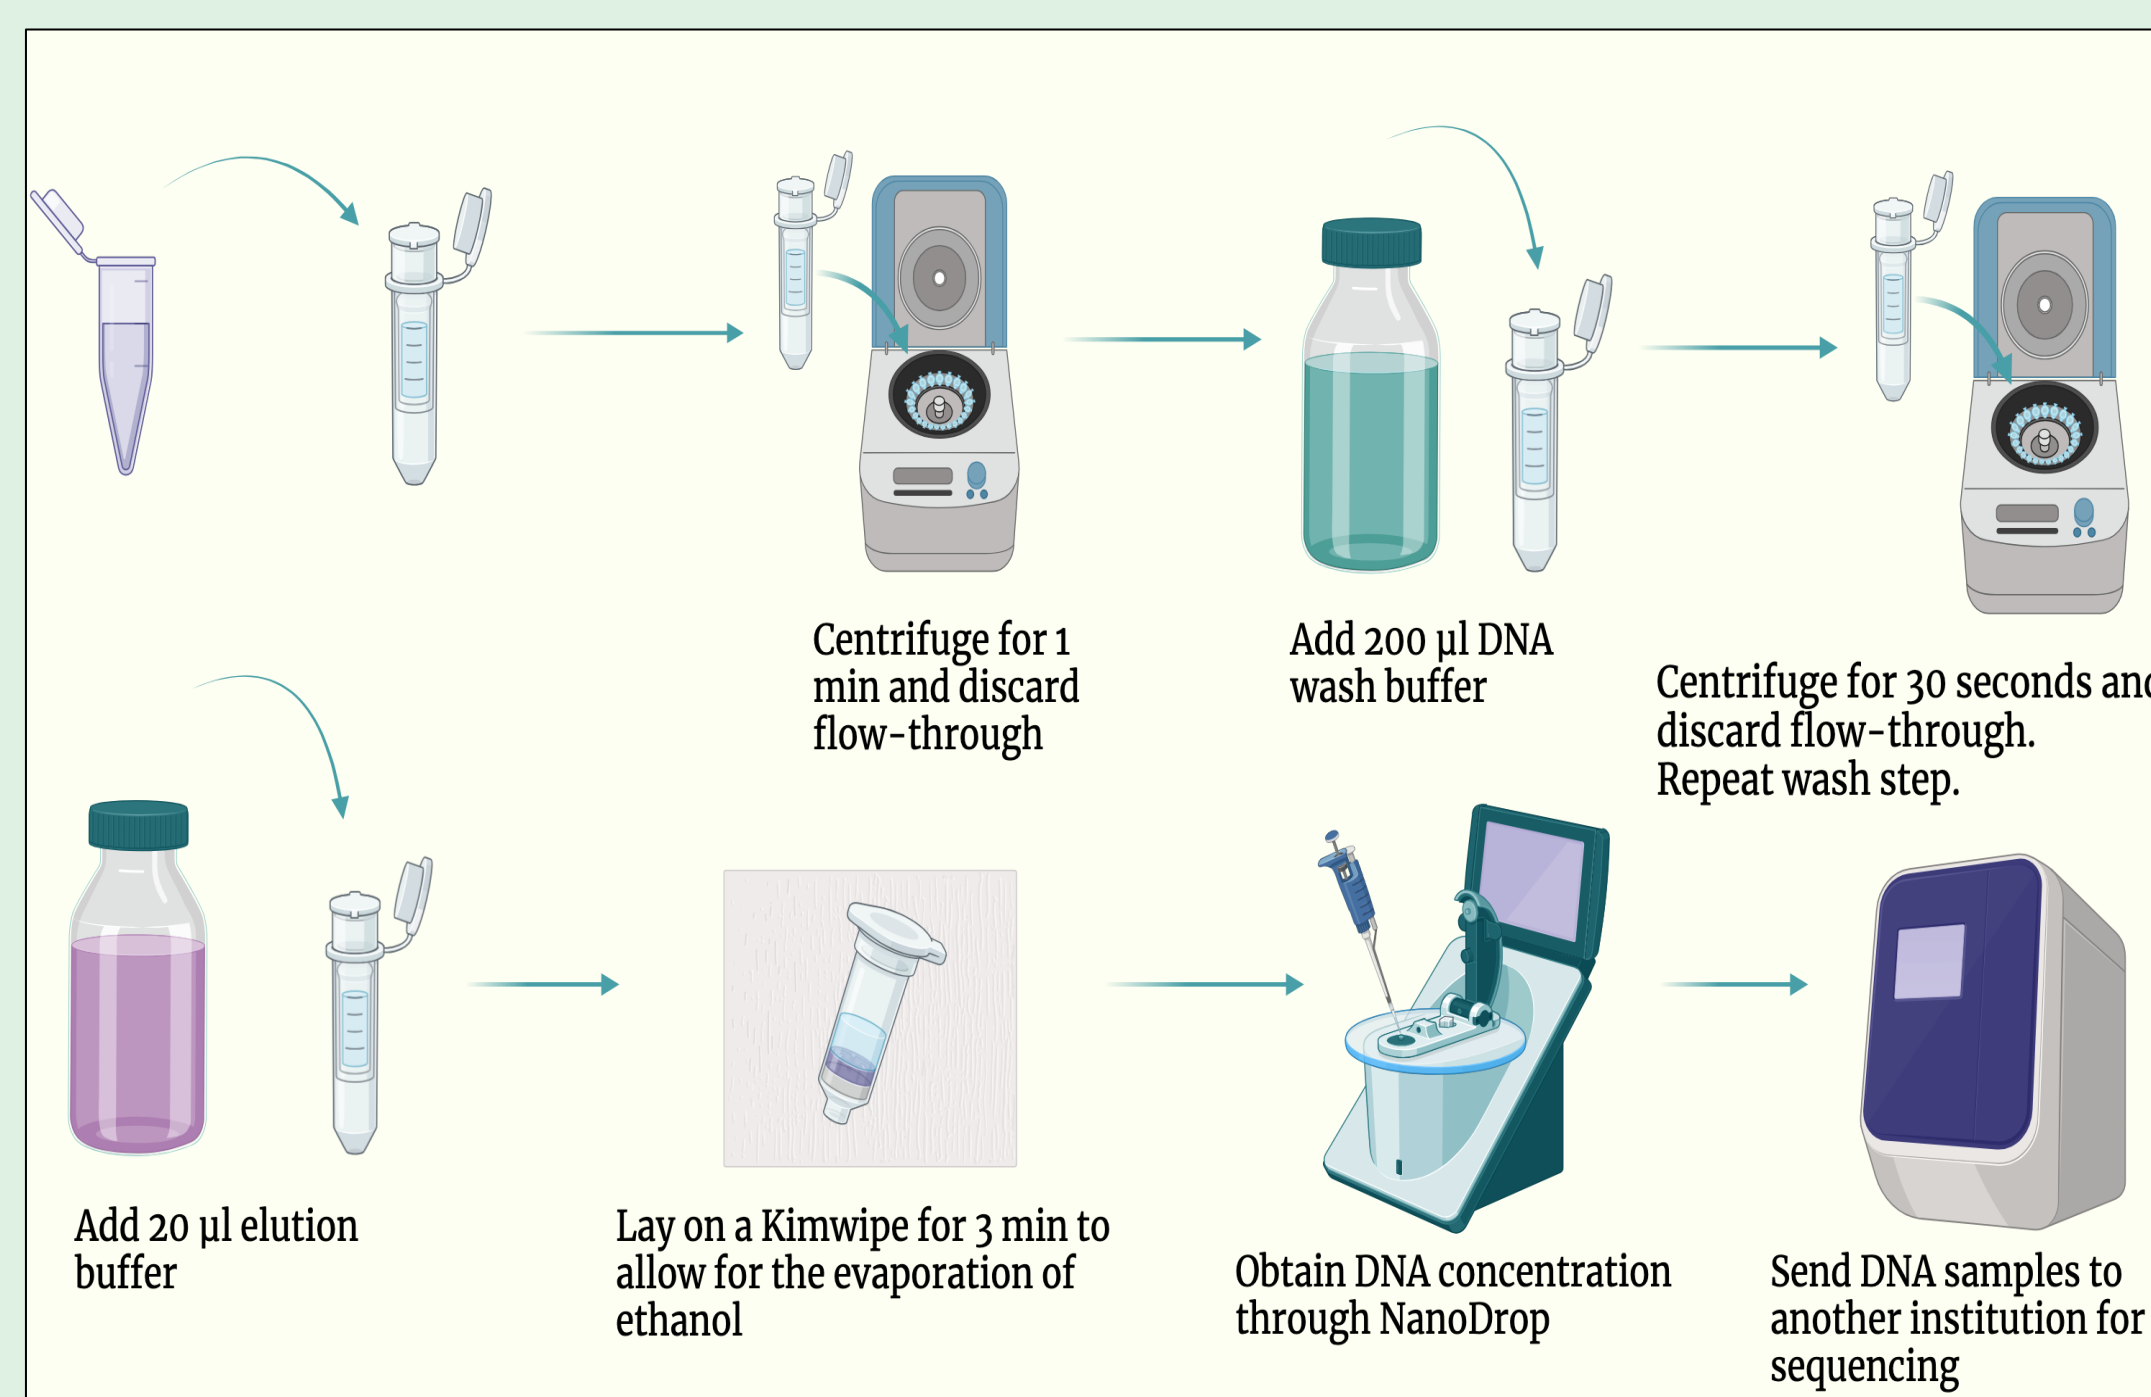 Centrifuge for 1
min and discard
flow-through
Add 200 µl DNA
wash buffer
Centrifuge for 30 seconds and
discard flow-through.
Repeat wash step.
Add 20 µl elution
buffer
Lay on a Kimwipe for 3 min to
allow for the evaporation of
ethanol
Obtain DNA concentration
through NanoDrop
Send DNA samples to
another institution for
sequencing